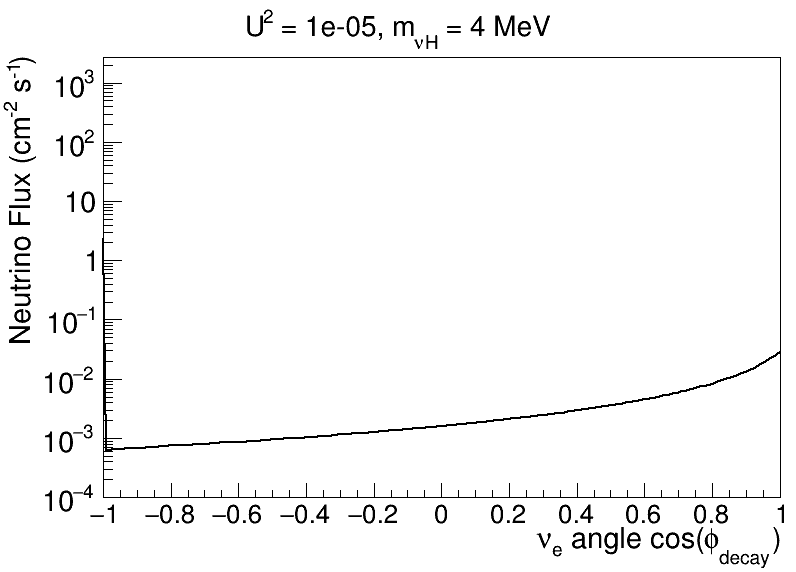 U² = 1e-05, m_νH = 4 MeV
Neutrino Flux (cm⁻² s⁻¹)
10³
10²
10
1
10⁻¹
10⁻²
10⁻³
10⁻⁴
−1 −0.8 −0.6 −0.4 −0.2 0 0.2 0.4 0.6 0.8 1
ν_e angle cos(ϕ_decay)